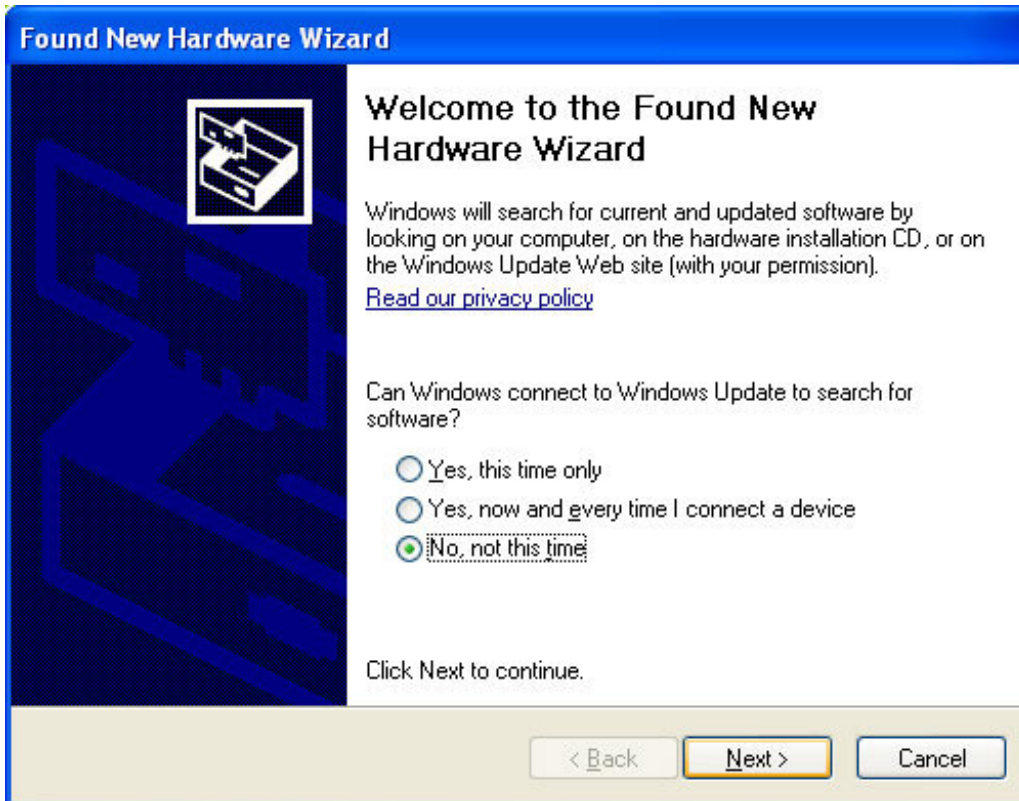 Found New Hardware Wizard
Welcome to the Found New
Hardware Wizard
Windows will search for current and updated software by
looking on your computer, on the hardware installation CD, or on
the Windows Update Web site (with your permission).
Read our privacy policy
Can Windows connect to Windows Update to search for
software?
Yes, this time only
Yes, now and every time I connect a device
No, not this time
Click Next to continue.
< Back
Next >
Cancel